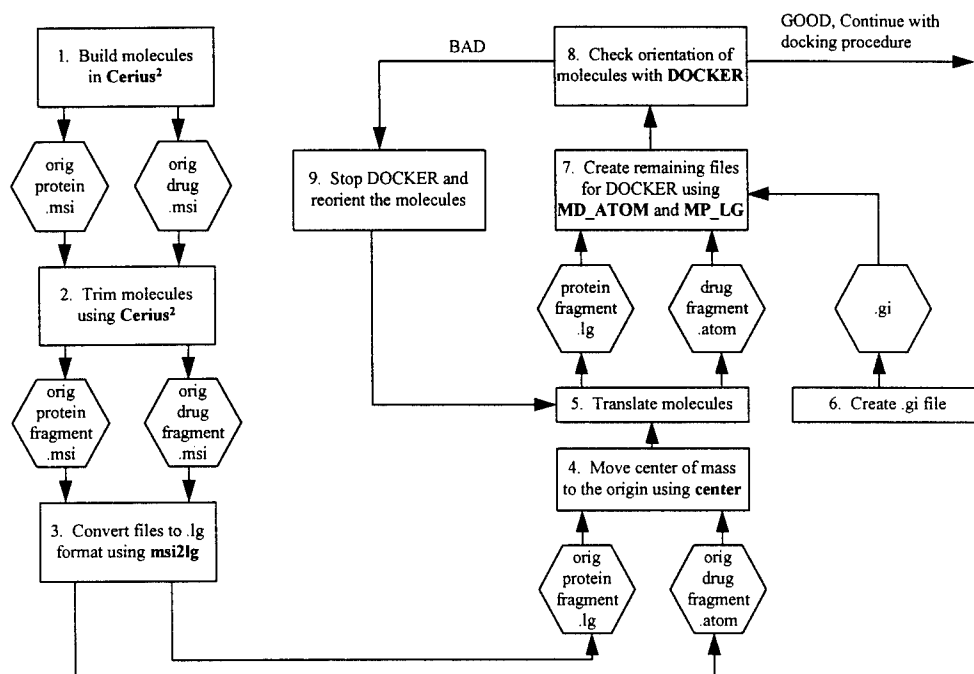 1. Build molecules
in Cerius²
orig
protein
.msi
orig
drug
.msi
2. Trim molecules
using Cerius²
orig
protein
fragment
.msi
orig
drug
fragment
.msi
3. Convert files to .lg
format using msi2lg
orig
protein
fragment
.lg
orig
drug
fragment
.atom
4. Move center of mass
to the origin using center
5. Translate molecules
6. Create .gi file
protein
fragment
.lg
drug
fragment
.atom
.gi
7. Create remaining files
for DOCKER using
MD_ATOM and MP_LG
8. Check orientation of
molecules with DOCKER
BAD
GOOD, Continue with
docking procedure
9. Stop DOCKER and
reorient the molecules